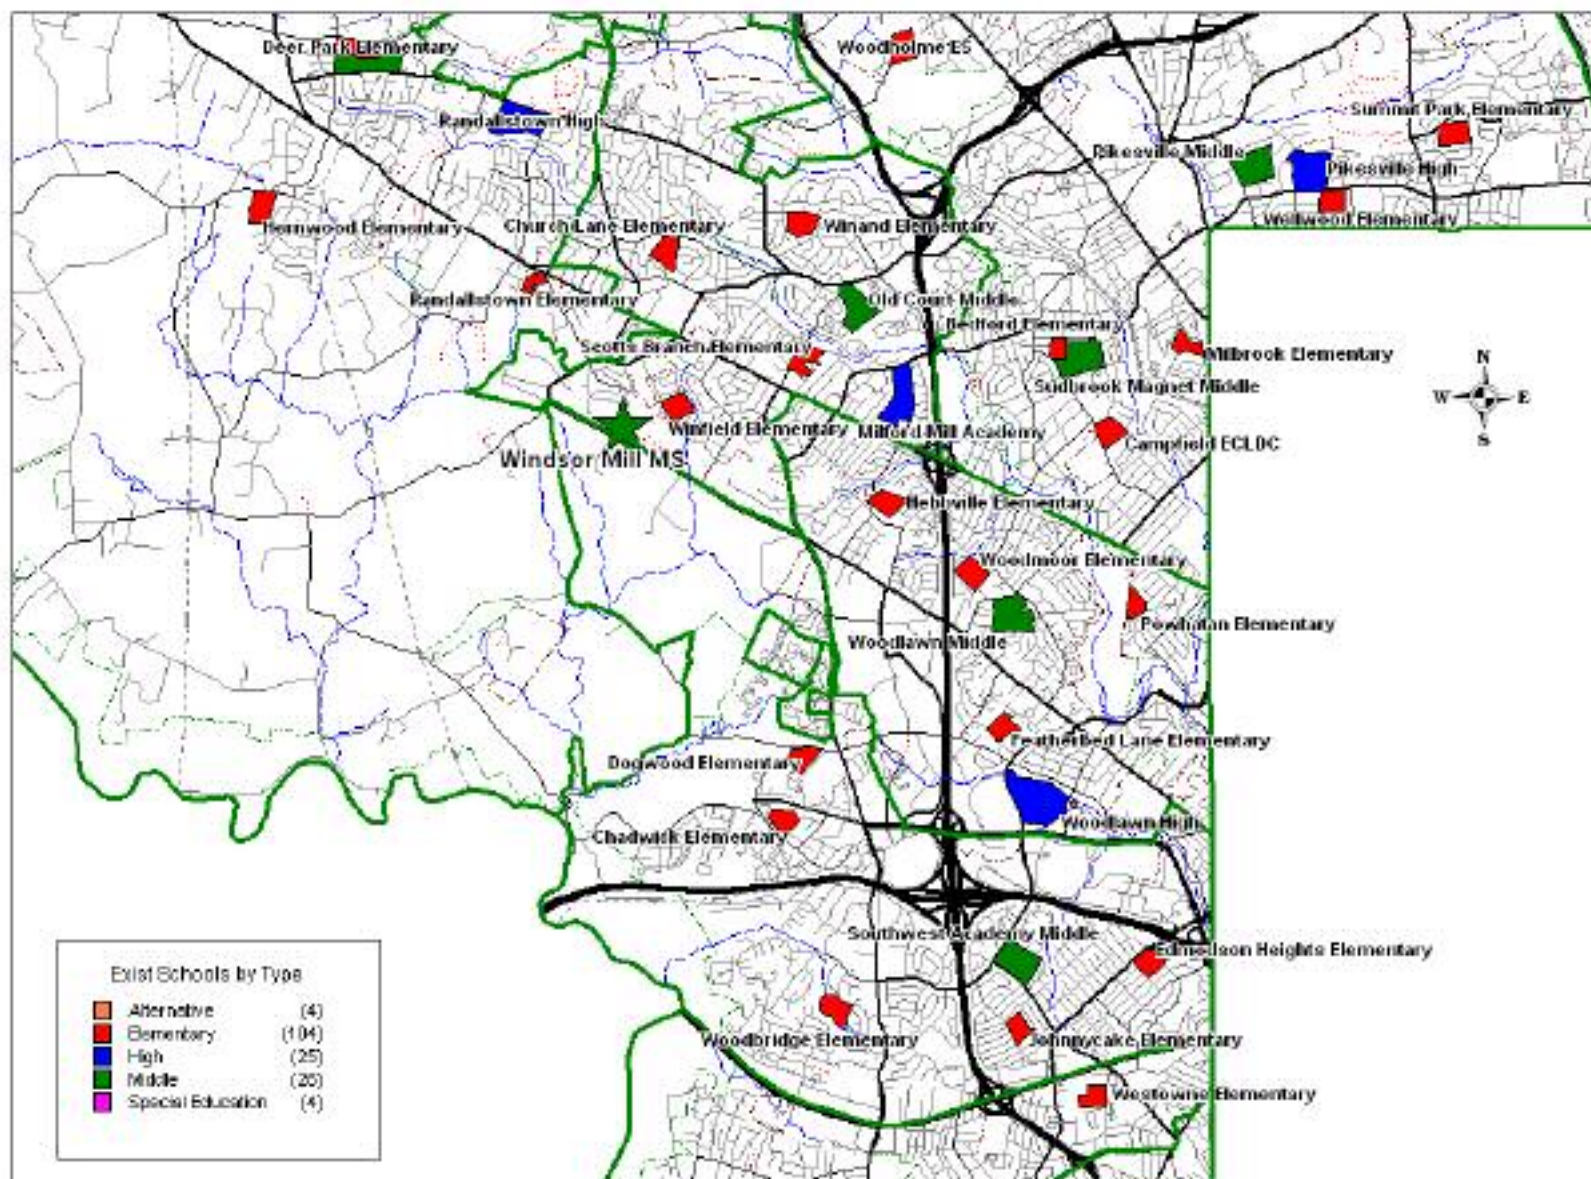 Deer Park Elementary
Woodholme ES
Summit Park Elementary
Randallstown High
Pikesville Middle
Pikesville High
Wellwood Elementary
Hernwood Elementary
Church Lane Elementary
Winand Elementary
Randallstown Elementary
Old Court Middle
Bedford Elementary
Scotts Branch Elementary
Milbrook Elementary
Sudbrook Magnet Middle
Winfield Elementary
Milford Mill Academy
Campfield ECLDC
Windsor Mill MS
N
W
E
S
Hebbville Elementary
Woodmoor Elementary
Powhatan Elementary
Woodlawn Middle
Featherbed Lane Elementary
Dogwood Elementary
Woodlawn High
Chadwick Elementary
Southwest Academy Middle
Edmodson Heights Elementary
Woodbridge Elementary
Johnnycake Elementary
Westowne Elementary
Exist Schools by Type
Alternative (4)
Elementary (104)
High (25)
Middle (26)
Special Education (4)